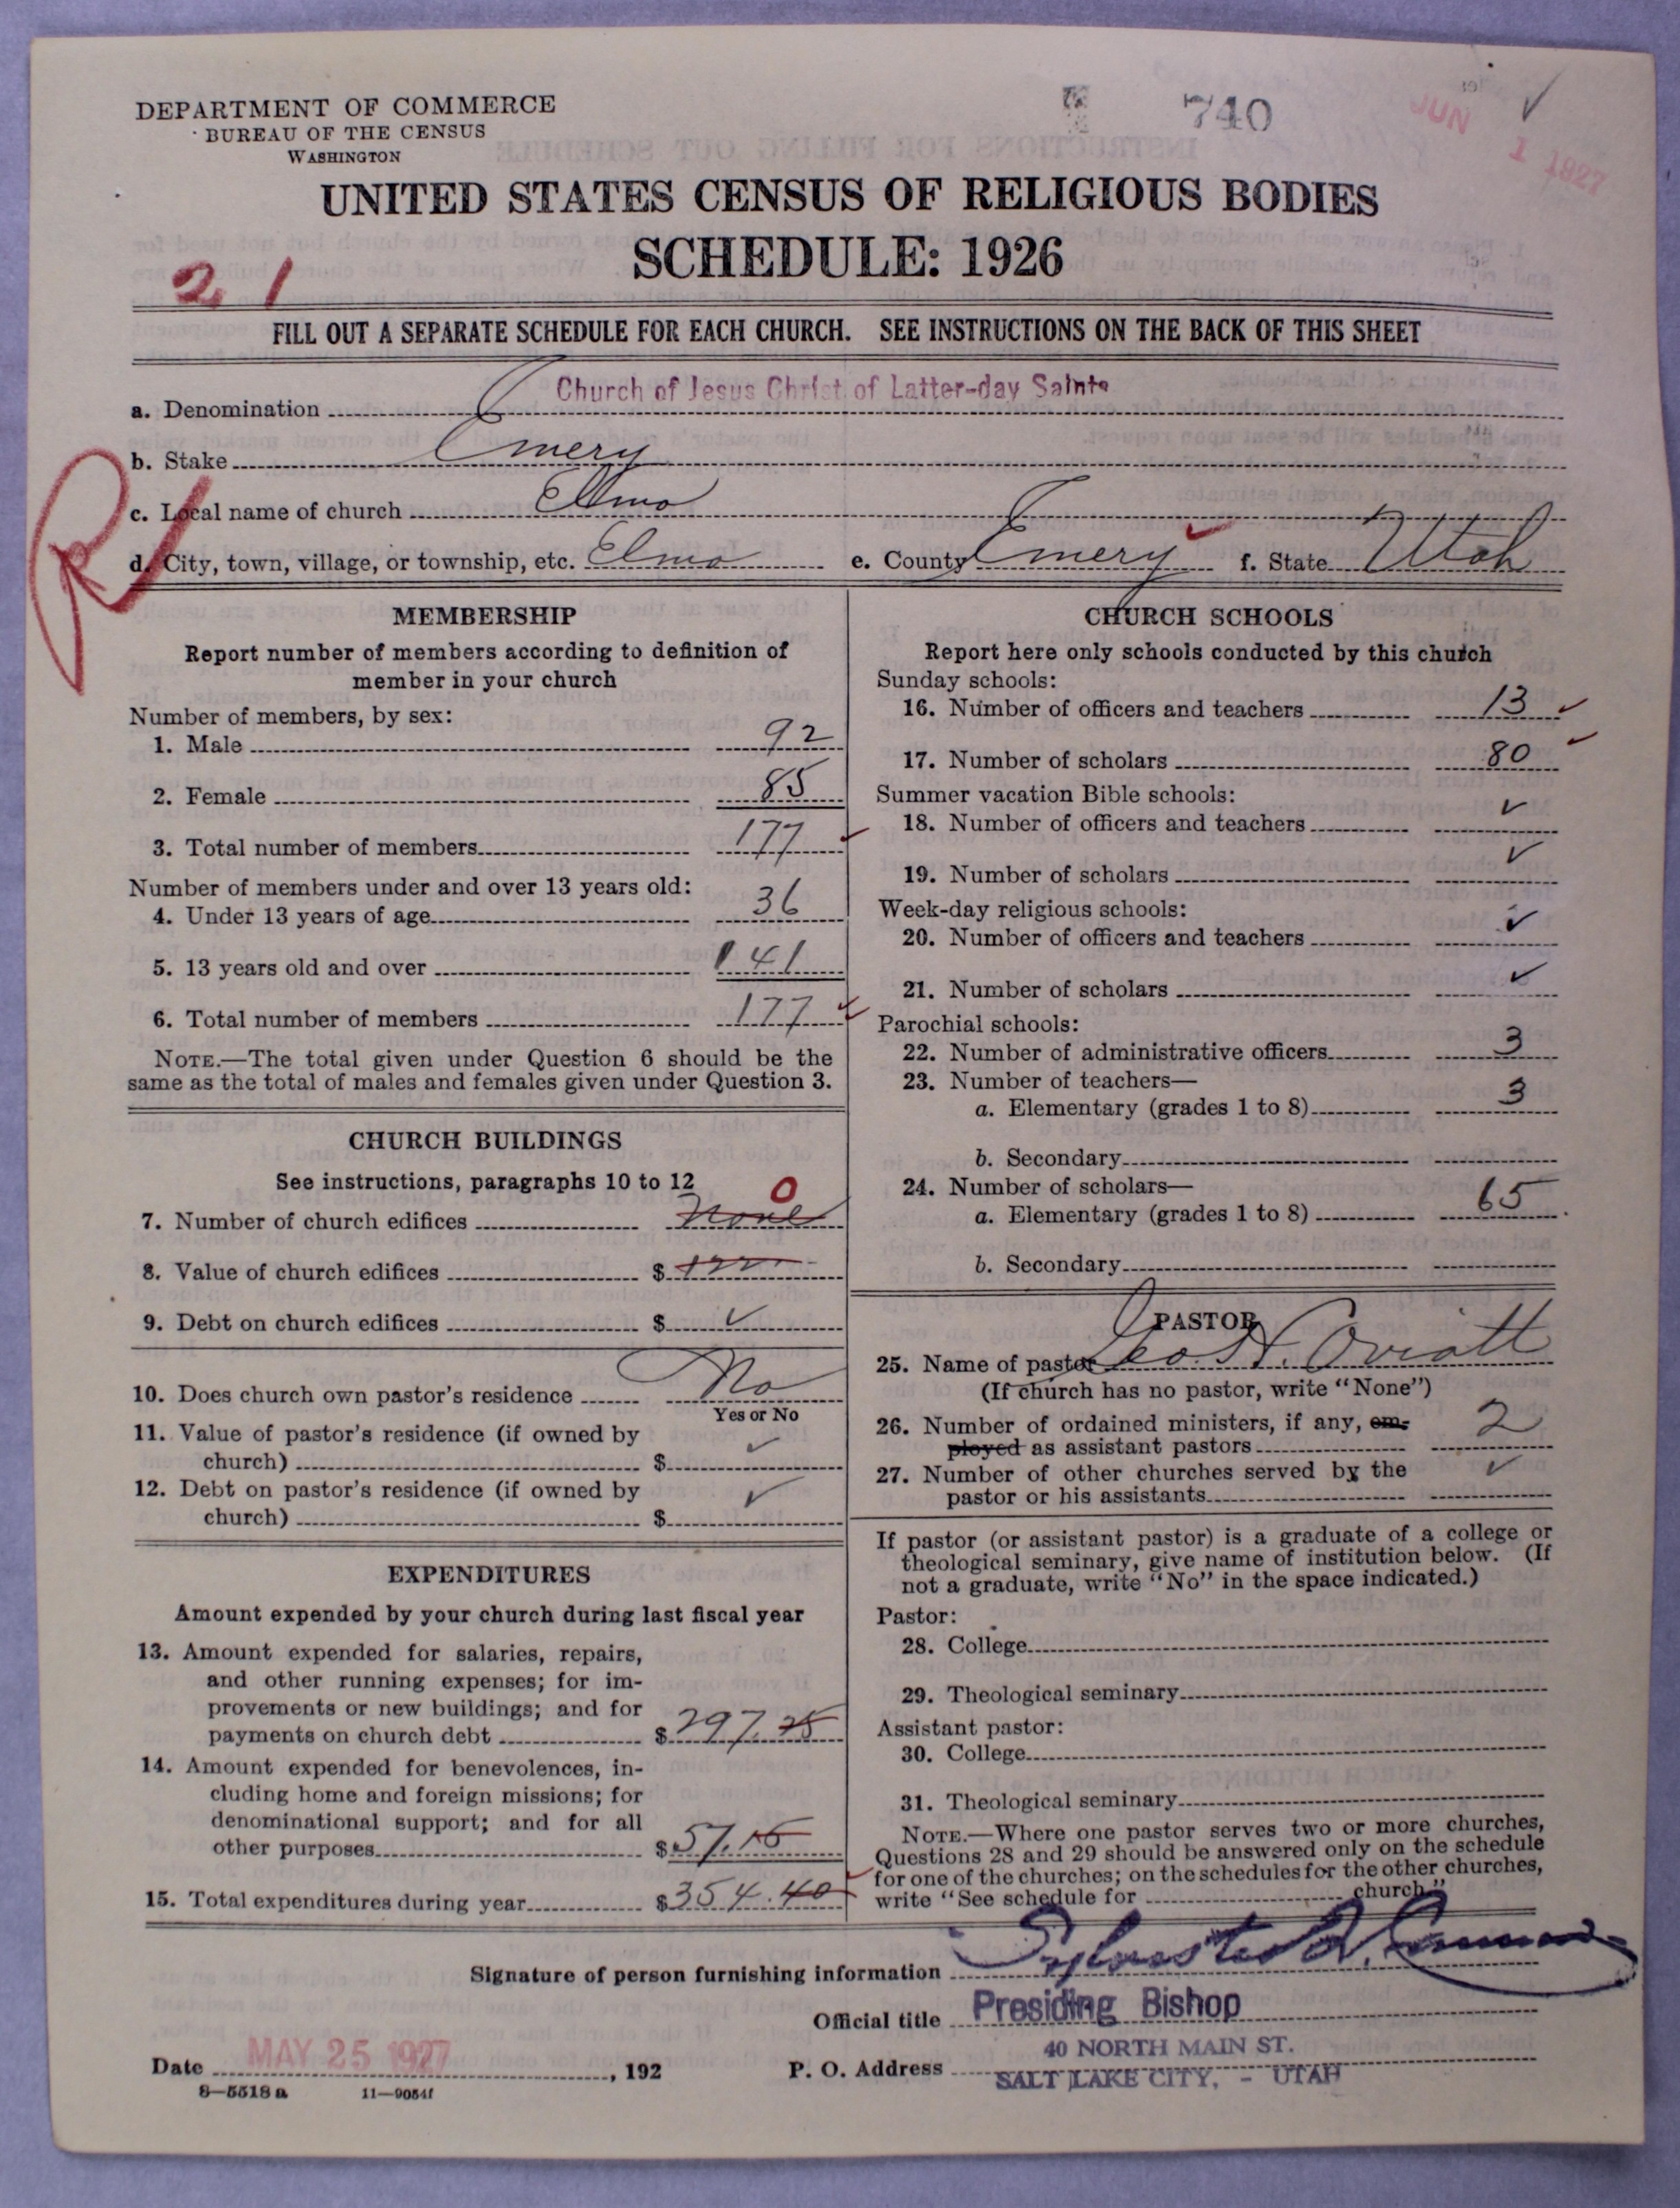 DEPARTMENT OF COMMERCE
BUREAU OF THE CENSUS
WASHINGTON
740
JUN 1 1927
UNITED STATES CENSUS OF RELIGIOUS BODIES
SCHEDULE: 1926
21
FILL OUT A SEPARATE SCHEDULE FOR EACH CHURCH. SEE INSTRUCTIONS ON THE BACK OF THIS SHEET
a. Denomination Church of Jesus Christ of Latter-day Saints
b. Stake Emery
c. Local name of church Elmo
d. City, town, village, or township, etc. Elmo e. County Emery f. State Utah
R
MEMBERSHIP
Report number of members according to definition of
member in your church
Number of members, by sex:
1. Male 92
2. Female 85
3. Total number of members 177
Number of members under and over 13 years old:
4. Under 13 years of age 36
5. 13 years old and over 141
6. Total number of members 177
NOTE.—The total given under Question 6 should be the
same as the total of males and females given under Question 3.
CHURCH BUILDINGS
See instructions, paragraphs 10 to 12
7. Number of church edifices none 0
8. Value of church edifices $
9. Debt on church edifices $ ✓
10. Does church own pastor's residence No
Yes or No
11. Value of pastor's residence (if owned by
church) $ ✓
12. Debt on pastor's residence (if owned by
church) $ ✓
EXPENDITURES
Amount expended by your church during last fiscal year
13. Amount expended for salaries, repairs,
and other running expenses; for im-
provements or new buildings; and for
payments on church debt $297.25
14. Amount expended for benevolences, in-
cluding home and foreign missions; for
denominational support; and for all
other purposes $57.15
15. Total expenditures during year $354.40
CHURCH SCHOOLS
Report here only schools conducted by this church
Sunday schools:
16. Number of officers and teachers 13
17. Number of scholars 80
Summer vacation Bible schools:
18. Number of officers and teachers ✓
19. Number of scholars ✓
Week-day religious schools:
20. Number of officers and teachers ✓
21. Number of scholars ✓
Parochial schools:
22. Number of administrative officers 3
23. Number of teachers—
a. Elementary (grades 1 to 8) 3
b. Secondary
24. Number of scholars—
a. Elementary (grades 1 to 8) 65
b. Secondary
PASTOR
25. Name of pastor Geo. H. Oviatt
(If church has no pastor, write "None")
26. Number of ordained ministers, if any, em-
ployed as assistant pastors 2
27. Number of other churches served by the
pastor or his assistants ✓
If pastor (or assistant pastor) is a graduate of a college or
theological seminary, give name of institution below. (If
not a graduate, write "No" in the space indicated.)
Pastor:
28. College
29. Theological seminary
Assistant pastor:
30. College
31. Theological seminary
NOTE.—Where one pastor serves two or more churches,
Questions 28 and 29 should be answered only on the schedule
for one of the churches; on the schedules for the other churches,
write "See schedule for church."
Signature of person furnishing information Sylvester Q. Cannon
Official title Presiding Bishop
Date MAY 25 1927, 192 P. O. Address 40 NORTH MAIN ST.
SALT LAKE CITY, - UTAH
8—5518 a 11—9054f